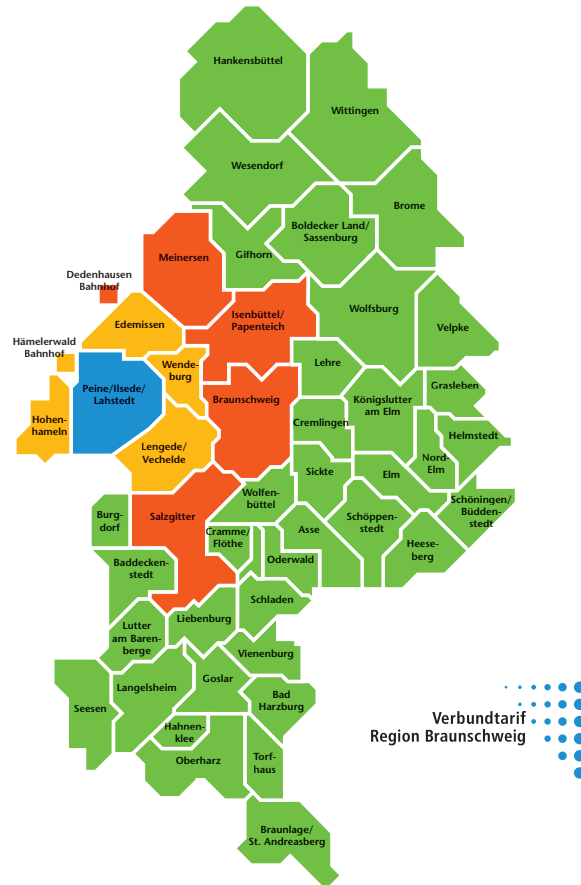 Hankensbüttel
Wittingen
Wesendorf
Brome
Boldecker Land/
Sassenburg
Gifhorn
Meinersen
Dedenhausen
Bahnhof
Isenbüttel/
Papenteich
Wolfsburg
Edemissen
Velpke
Hämelerwald
Bahnhof
Wende-
burg
Lehre
Peine/Ilsede/
Lahstedt
Grasleben
Braunschweig
Königslutter
am Elm
Hohen-
hameln
Cremlingen
Helmstedt
Lengede/
Vechelde
Nord-
Elm
Sickte
Elm
Wolfen-
büttel
Schöningen/
Büdden-
stedt
Burg-
dorf
Salzgitter
Schöppen-
stedt
Asse
Cramme/
Flöthe
Heese-
berg
Oderwald
Baddecken-
stedt
Schladen
Liebenburg
Lutter
am Baren-
berge
Vienenburg
Goslar
Langelsheim
Bad
Harzburg
Seesen
Hahnen-
klee
Oberharz
Torf-
haus
Verbundtarif
Region Braunschweig
Braunlage/
St. Andreasberg